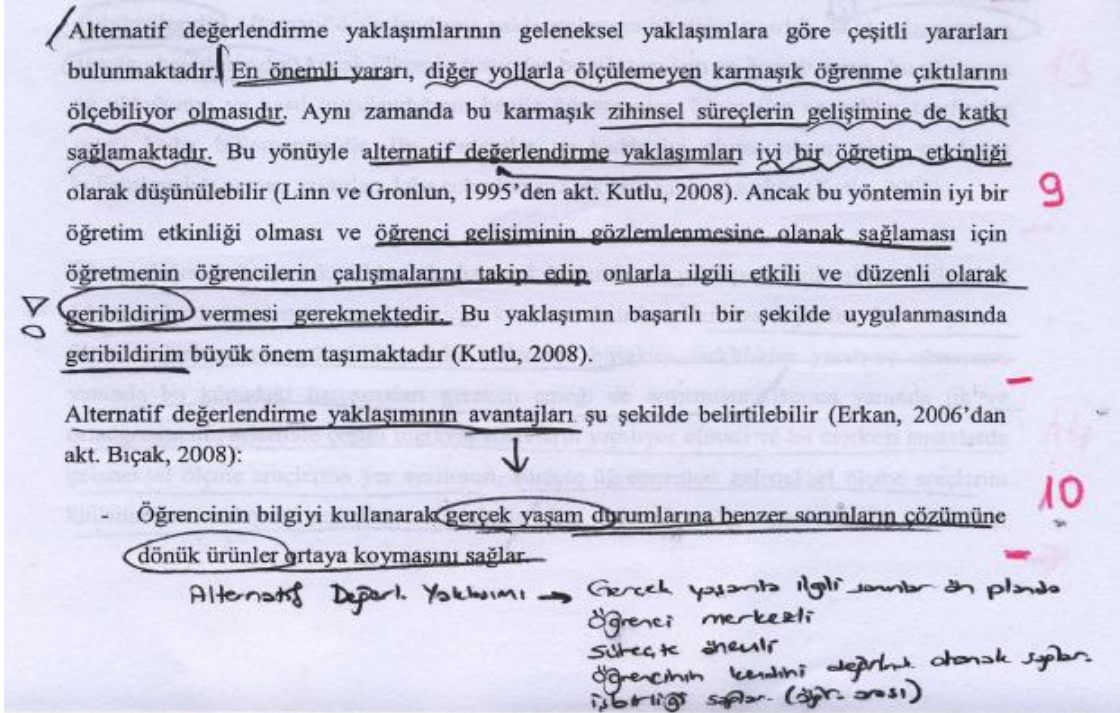 Alternatif değerlendirme yaklaşımlarının geleneksel yaklaşımlara göre çeşitli yararları
bulunmaktadır. En önemli yararı, diğer yollarla ölçülemeyen karmaşık öğrenme çıktılarını
ölçebiliyor olmasıdır. Aynı zamanda bu karmaşık zihinsel süreçlerin gelişimine de katkı
sağlamaktadır. Bu yönüyle alternatif değerlendirme yaklaşımları iyi bir öğretim etkinliği
olarak düşünülebilir (Linn ve Gronlun, 1995’den akt. Kutlu, 2008). Ancak bu yöntemin iyi bir
9
öğretim etkinliği olması ve öğrenci gelişiminin gözlemlenmesine olanak sağlaması için
öğretmenin öğrencilerin çalışmalarını takip edip onlarla ilgili etkili ve düzenli olarak
geribildirim vermesi gerekmektedir. Bu yaklaşımın başarılı bir şekilde uygulanmasında
geribildirim büyük önem taşımaktadır (Kutlu, 2008).
Alternatif değerlendirme yaklaşımının avantajları şu şekilde belirtilebilir (Erkan, 2006’dan
akt. Bıçak, 2008):
10
- Öğrencinin bilgiyi kullanarak gerçek yaşam durumlarına benzer sorunların çözümüne
dönük ürünler ortaya koymasını sağlar.
Alternatif Değerl. Yaklaşımı → Gerçek yaşamla ilgili sorunlar ön planda
Öğrenci merkezli
Süreçte önemli
Öğrencinin kendini olanak sağlar.
işbirliği sağlar. (öğr. arası)